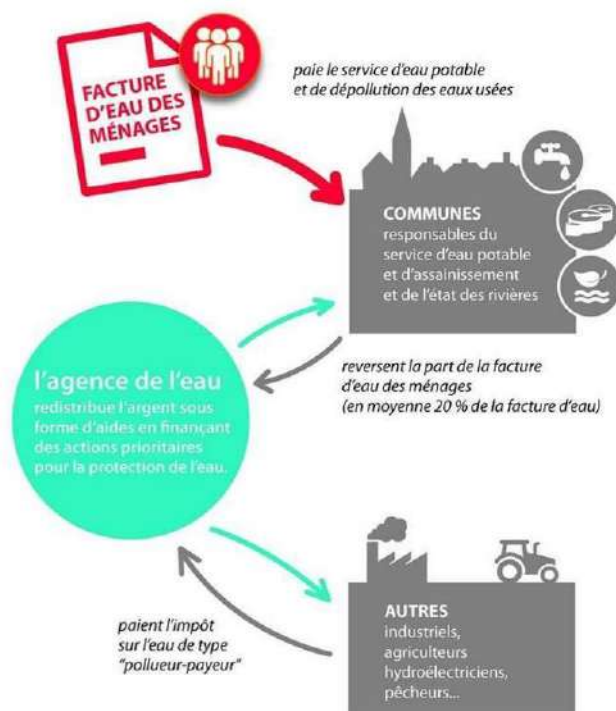 FACTURE
D'EAU DES
MÉNAGES
paie le service d'eau potable
et de dépollution des eaux usées
COMMUNES
responsables du
service d'eau potable
et d'assainissement
et de l'état des rivières
l'agence de l'eau
redistribue l'argent sous
forme d'aides en finançant
des actions prioritaires
pour la protection de l'eau.
reversent la part de la facture
d'eau des ménages
(en moyenne 20 % de la facture d'eau)
paient l'impôt
sur l'eau de type
"pollueur-payeur"
AUTRES
industriels,
agriculteurs
hydroélectriciens,
pêcheurs...